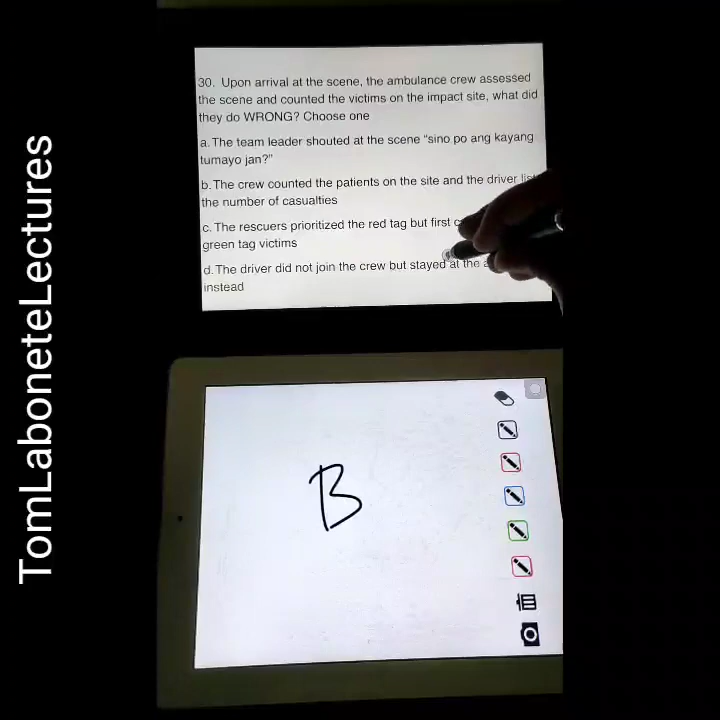 TomLaboneteLectures
30. Upon arrival at the scene, the ambulance crew assessed
the scene and counted the victims on the impact site, what did
they do WRONG? Choose one
a. The team leader shouted at the scene "sino po ang kayang
tumayo jan?"
b. The crew counted the patients on the site and the driver
the number of casualties
c. The rescuers prioritized the red tag but first
green tag victims
d. The driver did not join the crew but stayed at the
instead
B